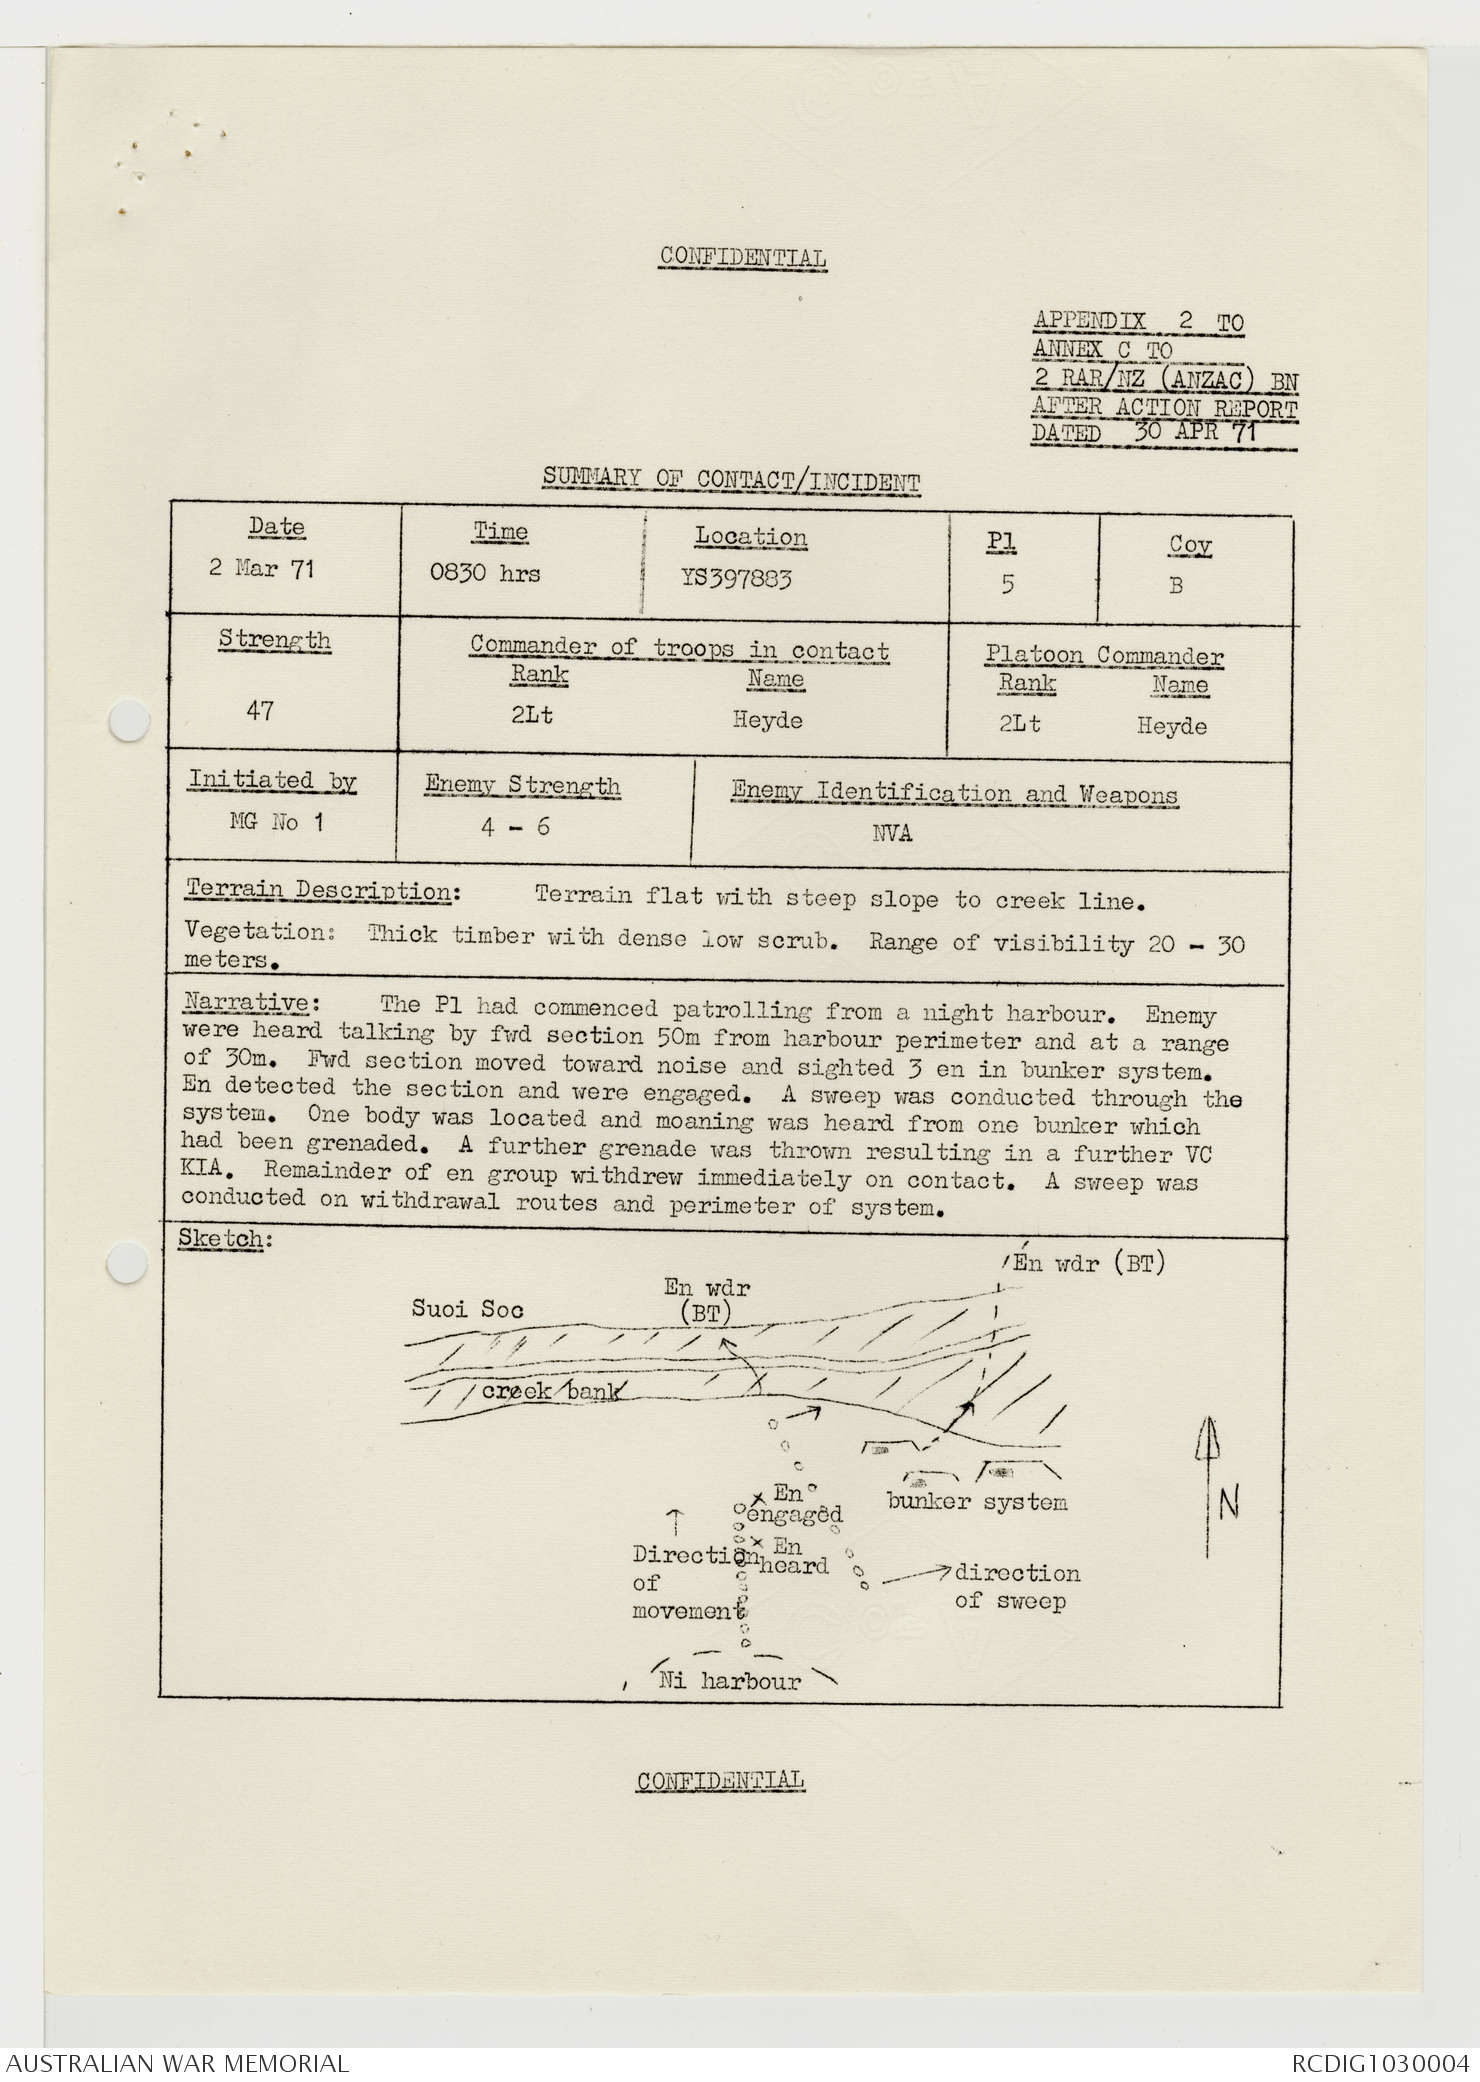 CONFIDENTIAL
APPENDIX 2 TO
ANNEX C TO
2 RAR/NZ (ANZAC) BN
AFTER ACTION REPORT
DATED 30 APR 71
SUMMARY OF CONTACT/INCIDENT
Date Time Location Pl Coy
2 Mar 71 0830 hrs YS397883 5 B
Strength Commander of troops in contact Platoon Commander
Rank Name Rank Name
47 2Lt Heyde 2Lt Heyde
Initiated by Enemy Strength Enemy Identification and Weapons
MG No 1 4 - 6 NVA
Terrain Description: Terrain flat with steep slope to creek line.
Vegetation: Thick timber with dense low scrub. Range of visibility 20 - 30
meters.
Narrative: The Pl had commenced patrolling from a night harbour. Enemy
were heard talking by fwd section 50m from harbour perimeter and at a range
of 30m. Fwd section moved toward noise and sighted 3 en in bunker system.
En detected the section and were engaged. A sweep was conducted through the
system. One body was located and moaning was heard from one bunker which
had been grenaded. A further grenade was thrown resulting in a further VC
KIA. Remainder of en group withdrew immediately on contact. A sweep was
conducted on withdrawal routes and perimeter of system.
Sketch:
En wdr (BT)
En wdr
(BT)
Suoi Soc
creek bank
bunker system
En
engaged
N
En
heard
Direction
of
movement
direction
of sweep
Ni harbour
CONFIDENTIAL
AUSTRALIAN WAR MEMORIAL RCDIG1030004